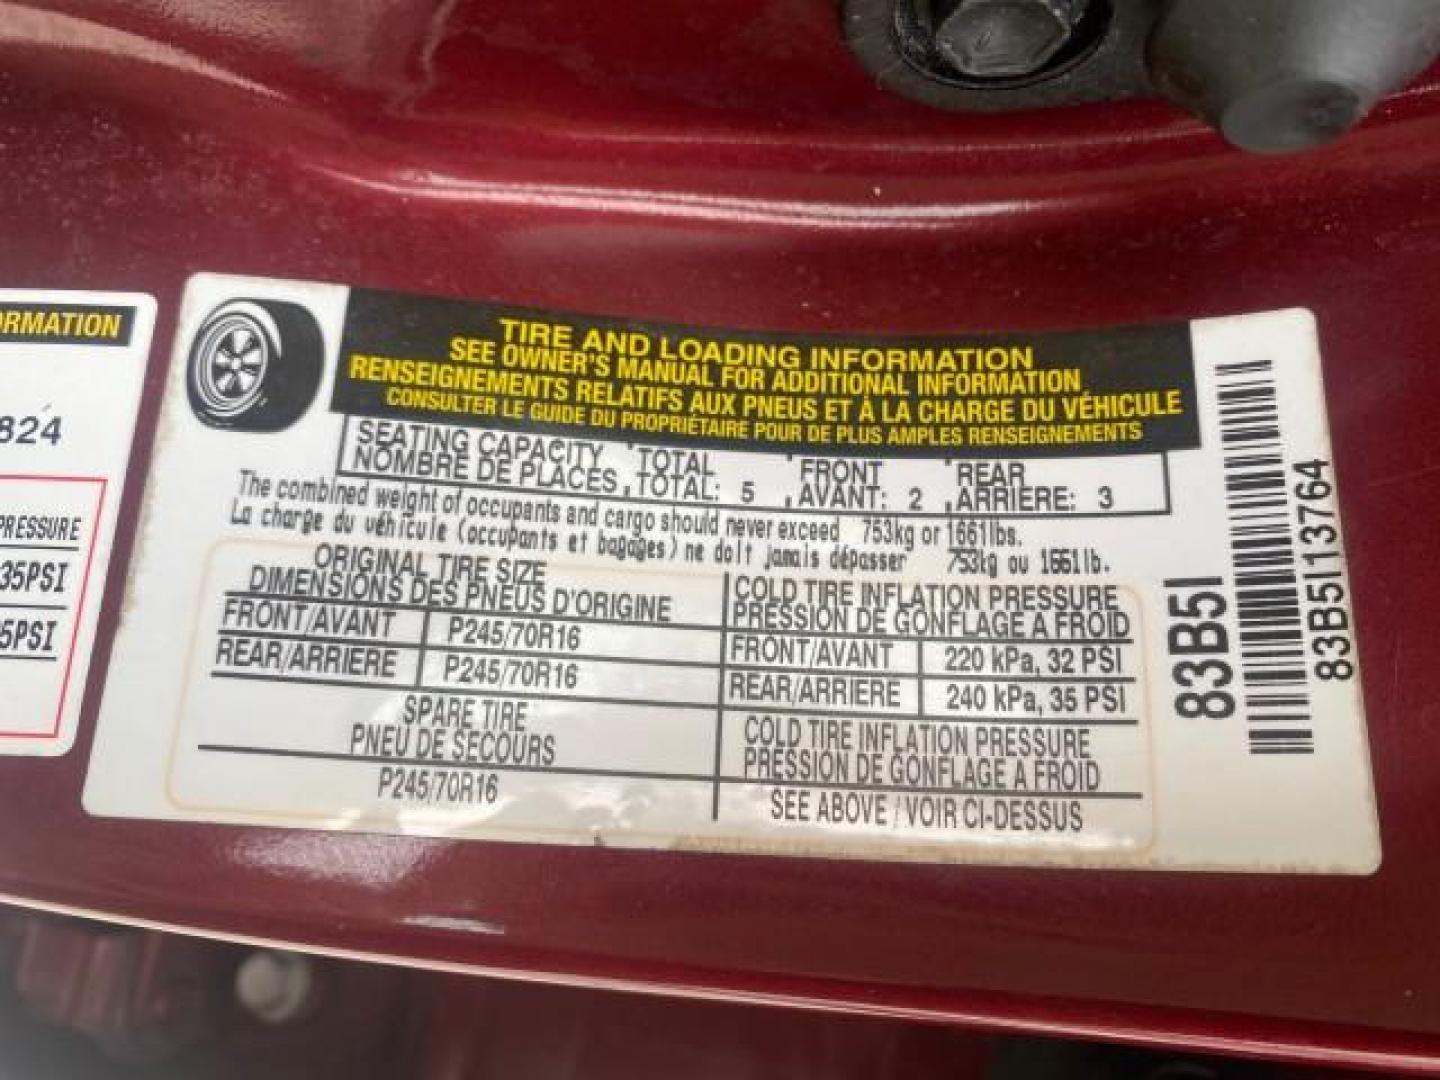 ORMATION
824
PRESSURE
35PSI
5PSI
TIRE AND LOADING INFORMATION
SEE OWNER'S MANUAL FOR ADDITIONAL INFORMATION
RENSEIGNEMENTS RELATIFS AUX PNEUS ET À LA CHARGE DU VÉHICULE
CONSULTER LE GUIDE DU PROPRIÉTAIRE POUR DE PLUS AMPLES RENSEIGNEMENTS
SEATING CAPACITY TOTAL FRONT REAR
NOMBRE DE PLACES TOTAL: 5 AVANT: 2 ARRIÈRE: 3
The combined weight of occupants and cargo should never exceed 753kg or 1661lbs.
La charge du véhicule (occupants et bagages) ne doit jamais dépasser 753kg ou 1661lb.
ORIGINAL TIRE SIZE
DIMENSIONS DES PNEUS D'ORIGINE
FRONT/AVANT P245/70R16
REAR/ARRIERE P245/70R16
COLD TIRE INFLATION PRESSURE
PRESSION DE GONFLAGE A FROID
FRONT/AVANT 220 kPa, 32 PSI
REAR/ARRIERE 240 kPa, 35 PSI
SPARE TIRE
PNEU DE SECOURS
P245/70R16
COLD TIRE INFLATION PRESSURE
PRESSION DE GONFLAGE A FROID
SEE ABOVE / VOIR CI-DESSUS
83B5I
83B5I13764